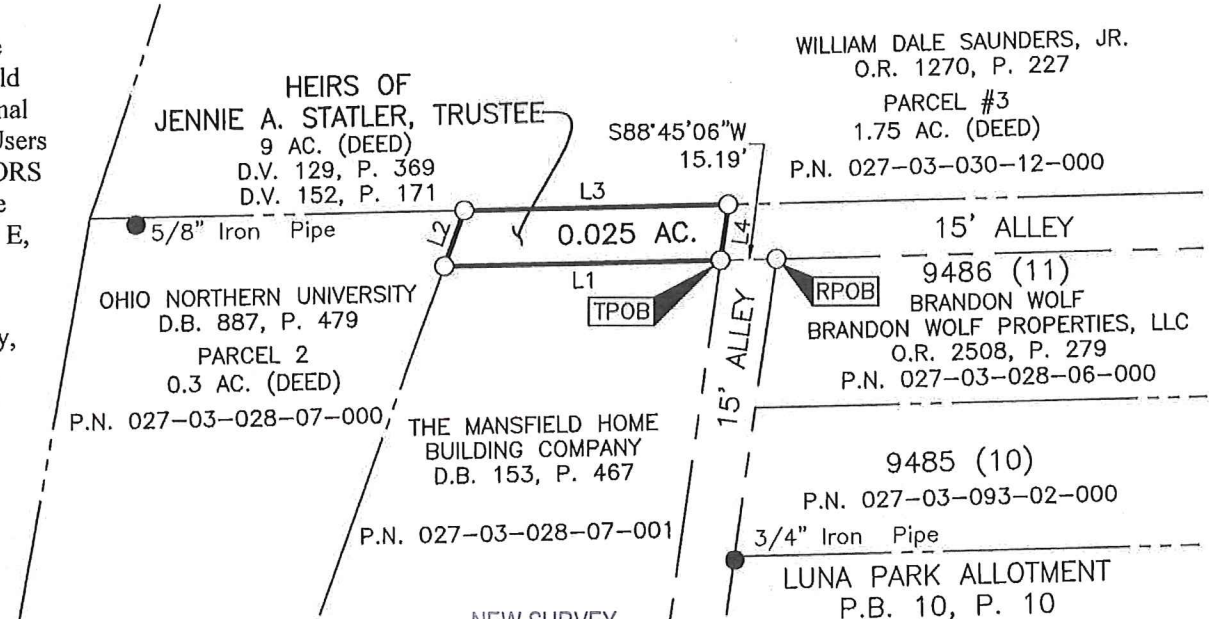 e
ld
nal
Users
ORS
e
E,
y,
HEIRS OF
JENNIE A. STATLER, TRUSTEE
9 AC. (DEED)
D.V. 129, P. 369
D.V. 152, P. 171
S88°45'06"W
15.19'
WILLIAM DALE SAUNDERS, JR.
O.R. 1270, P. 227
PARCEL #3
1.75 AC. (DEED)
P.N. 027-03-030-12-000
5/8" Iron Pipe
L2
L3
0.025 AC.
L4
L1
15' ALLEY
TPOB
RPOB
15' ALLEY
OHIO NORTHERN UNIVERSITY
D.B. 887, P. 479
PARCEL 2
0.3 AC. (DEED)
P.N. 027-03-028-07-000
THE MANSFIELD HOME
BUILDING COMPANY
D.B. 153, P. 467
P.N. 027-03-028-07-001
9486 (11)
BRANDON WOLF
BRANDON WOLF PROPERTIES, LLC
O.R. 2508, P. 279
P.N. 027-03-028-06-000
9485 (10)
P.N. 027-03-093-02-000
3/4" Iron Pipe
LUNA PARK ALLOTMENT
P.B. 10, P. 10
NEW SURVEY